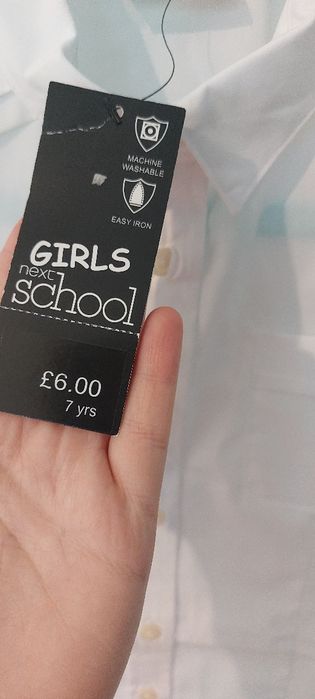 MACHINE
WASHABLE
EASY IRON
GIRLS
next
school
£6.00
7 yrs